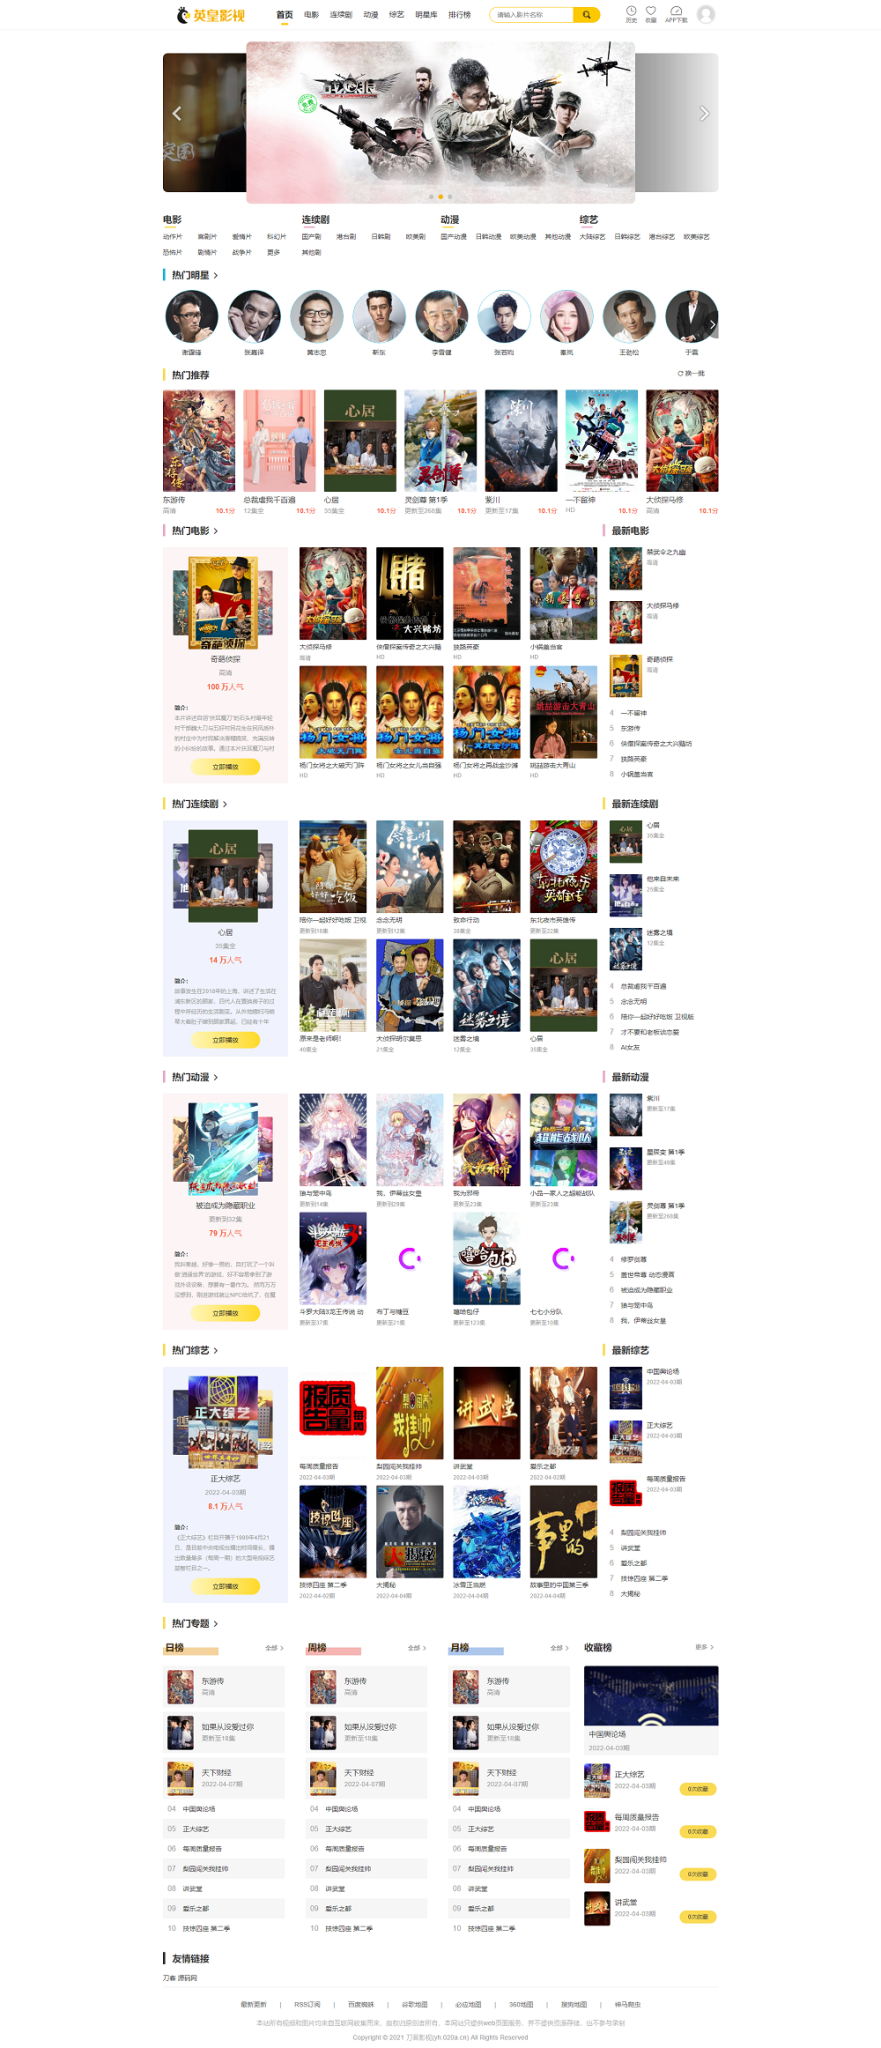 英皇影视
首页 电影 连续剧 动漫 综艺 明星库 排行榜
请输入影片名称
历史 收藏 APP下载
电影 连续剧 动漫 综艺
动作片 喜剧片 爱情片 科幻片 国产剧 港台剧 日韩剧 欧美剧 国产动漫 日韩动漫 欧美动漫 其他动漫 大陆综艺 日韩综艺 港台综艺 欧美综艺
恐怖片 剧情片 战争片 更多 其他剧
热门明星
谢霆锋 张嘉译 黄志忠 靳东 李雪健 张若昀 秦岚 王劲松 于震
热门推荐
换一批
东游传 总裁虐我千百遍 心居 灵剑尊 第1季 紫川 一不留神 大侦探马修
高清 10.1分 12集全 10.1分 35集全 10.1分 更新至268集 10.1分 更新至17集 10.1分 HD 10.1分 高清 10.1分
热门电影 最新电影
大侦探马修 侠僧探案传奇之大兴赌 独路英豪 小锅盖当官
高清 HD HD HD
奇葩侦探
高清
100 万人气
简介：
立即播放
杨门女将之大破天门阵 杨门女将之女儿当自强 杨门女将之再战金沙滩 姚喆游击大青山
HD HD HD HD
禁武令之九幽
高清
大侦探马修
高清
奇葩侦探
高清
4 一不留神
5 东游传
6 侠僧探案传奇之大兴赌坊
7 独路英豪
8 小锅盖当官
热门连续剧 最新连续剧
心居
35集全
14 万人气
简介：
立即播放
陪你一起好好吃饭 卫视 念念无明 致命行动 东北夜市英雄传
更新到18集 更新到12集 38集全 更新至22集
原来是老师啊！ 大侦探胡尔莫思 迷雾之境 心居
40集全 21集全 12集全 35集全
心居
35集全
他来自未来
25集全
迷雾之境
12集全
4 总裁虐我千百遍
5 念念无明
6 陪你一起好好吃饭 卫视版
7 才不要和老板谈恋爱
8 AI女友
热门动漫 最新动漫
被迫成为隐藏职业
更新到32集
79 万人气
简介：
立即播放
狼与笼中鸟 我，伊蒂丝女皇 我为邪帝 小品一家人之超能战队
更新到14集 更新到29集 更新至23集 更新至23集
斗罗大陆3龙王传说 动 布丁与糖豆 嘻哈包仔 七七小分队
更新至37集 更新至21集 更新至123集 更新至18集
紫川
更新至17集
星辰变 第1季
更新至49集
灵剑尊 第1季
更新至268集
4 修罗剑尊
5 盖世帝尊 动态漫画
6 被迫成为隐藏职业
7 狼与笼中鸟
8 我，伊蒂丝女皇
热门综艺 最新综艺
正大综艺
2022-04-03期
8.1 万人气
简介：
立即播放
每周质量报告 梨园闯关我挂帅 讲武堂 爱乐之都
2022-04-03期 2022-04-03期 2022-04-03期 2022-04-02期
技惊四座 第二季 大揭秘 冰雪正当燃 故事里的中国第三季
2022-04-02期 2022-04-04期 2022-04-04期 2022-04-04期
中国舆论场
2022-04-03期
正大综艺
2022-04-03期
每周质量报告
2022-04-03期
4 梨园闯关我挂帅
5 讲武堂
6 爱乐之都
7 技惊四座 第二季
8 大揭秘
热门专题
日榜 全部 周榜 全部 月榜 全部 收藏榜 更多
东游传 东游传 东游传
高清 高清 高清
如果从没爱过你 如果从没爱过你 如果从没爱过你
更新至18集 更新至18集 更新至18集
天下财经 天下财经 天下财经
2022-04-07期 2022-04-07期 2022-04-07期
04 中国舆论场 04 中国舆论场 04 中国舆论场
05 正大综艺 05 正大综艺 05 正大综艺
06 每周质量报告 06 每周质量报告 06 每周质量报告
07 梨园闯关我挂帅 07 梨园闯关我挂帅 07 梨园闯关我挂帅
08 讲武堂 08 讲武堂 08 讲武堂
09 爱乐之都 09 爱乐之都 09 爱乐之都
10 技惊四座 第二季 10 技惊四座 第二季 10 技惊四座 第二季
中国舆论场
2022-04-03期
正大综艺
2022-04-03期 0次收藏
每周质量报告
2022-04-03期 0次收藏
梨园闯关我挂帅
2022-04-03期 0次收藏
讲武堂
2022-04-03期 0次收藏
友情链接
刀客 源码网
最新更新 | RSS订阅 | 百度蜘蛛 | 谷歌地图 | 必应地图 | 360地图 | 搜狗地图 | 神马爬虫
本站所有视频和图片均来自互联网收集而来，版权归原创者所有，本网站只提供web页面服务，并不提供资源存储，也不参与录制
Copyright © 2021 刀客影视(yh.020a.cn) All Rights Reserved